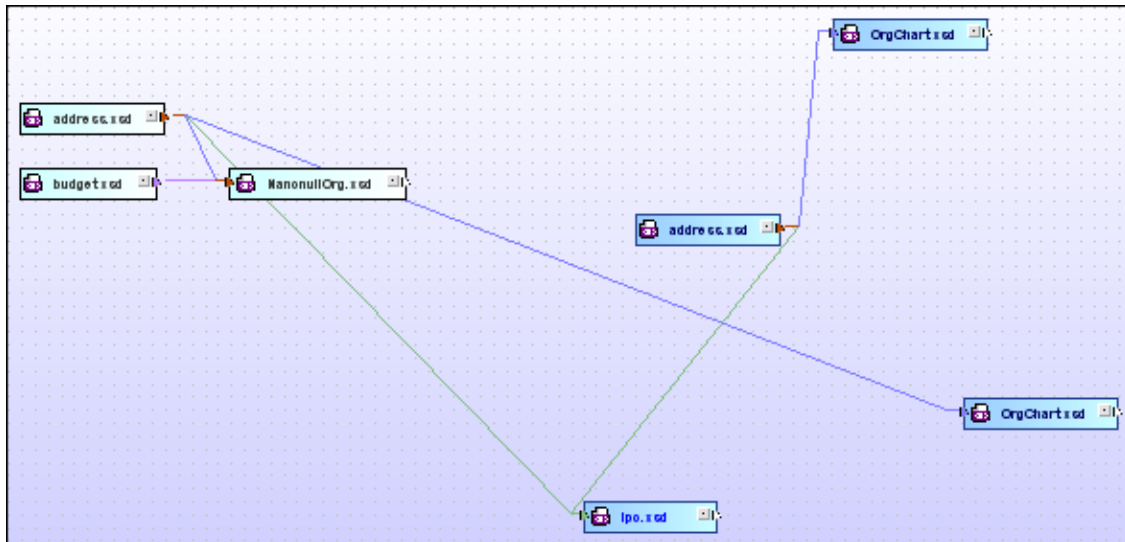 OrgChart.xsd
address.xsd
budget.xsd
NanonullOrg.xsd
address.xsd
OrgChart.xsd
ipo.xsd